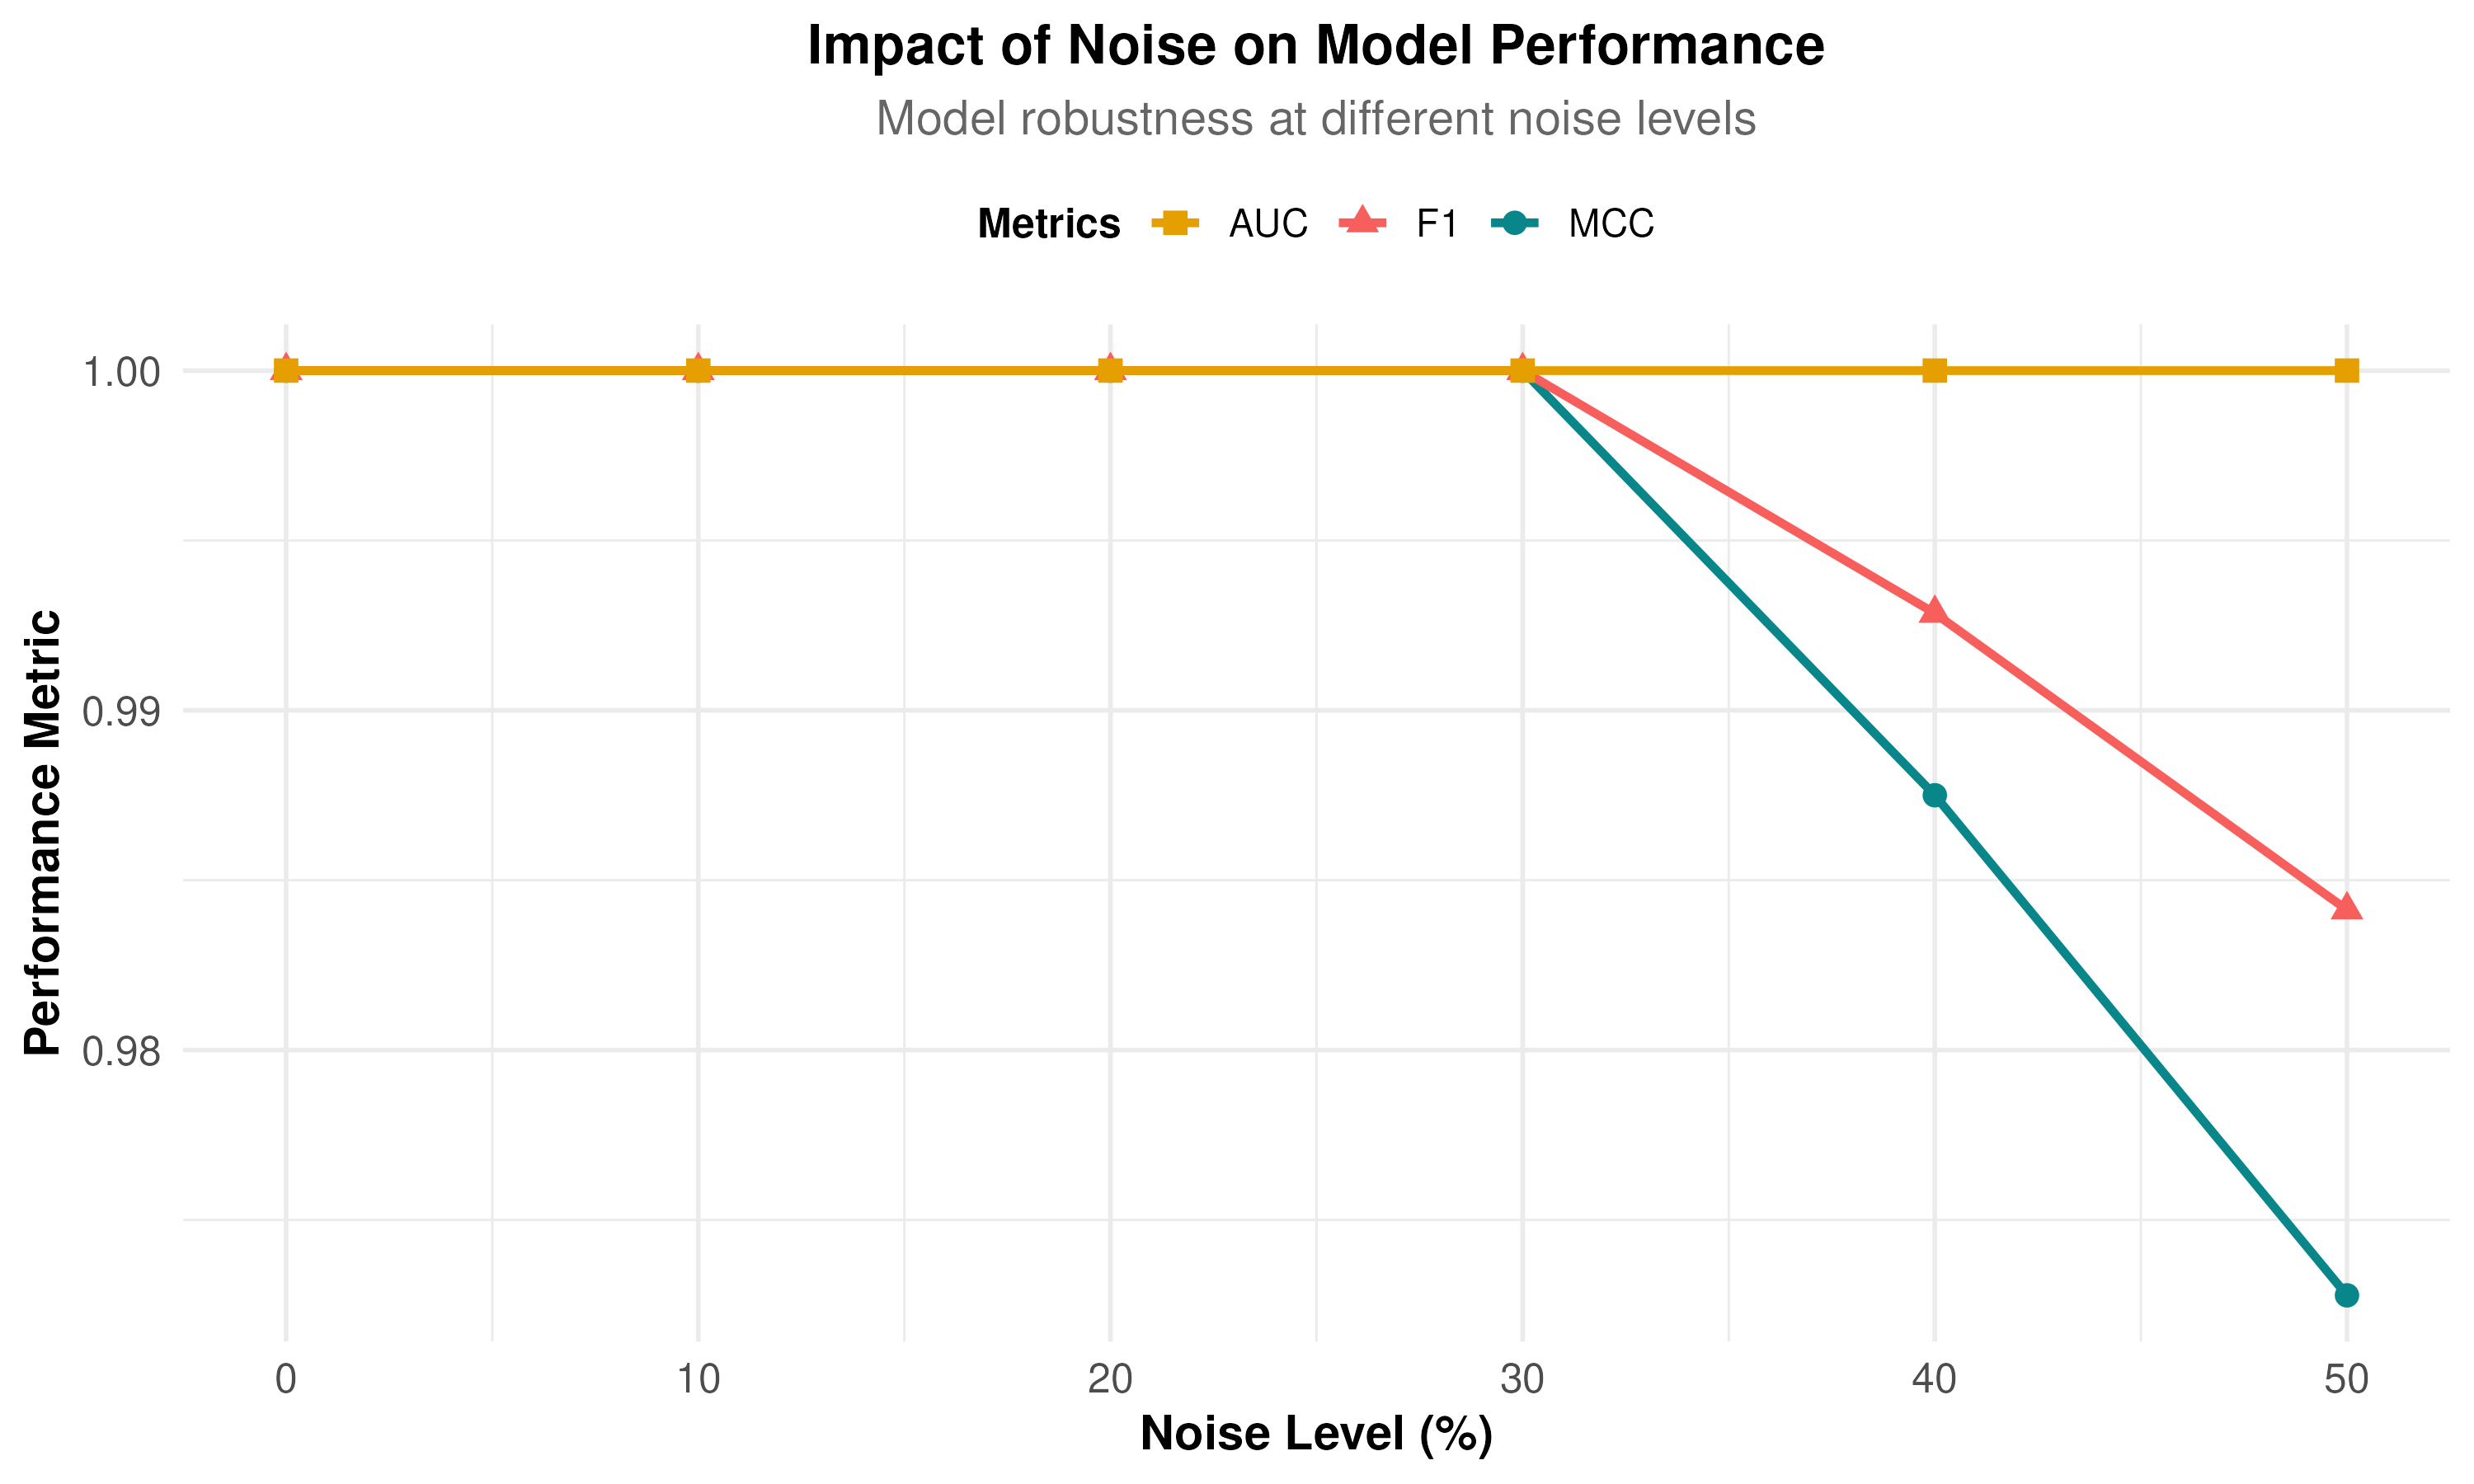 Impact of Noise on Model Performance
Model robustness at different noise levels
Metrics AUC F1 MCC
1.00
0.99
0.98
Performance Metric
0 10 20 30 40 50
Noise Level (%)